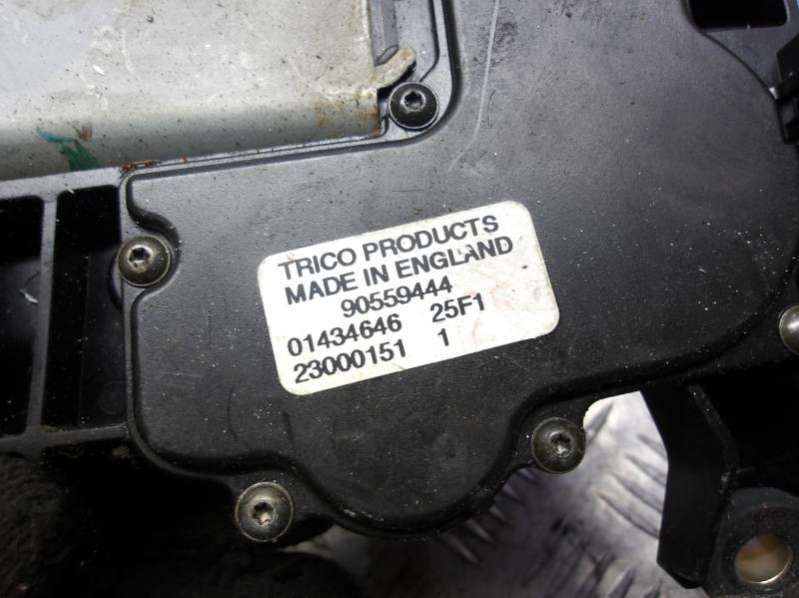 TRICO PRODUCTS
MADE IN ENGLAND
90559444
01434646 25F1
23000151 1